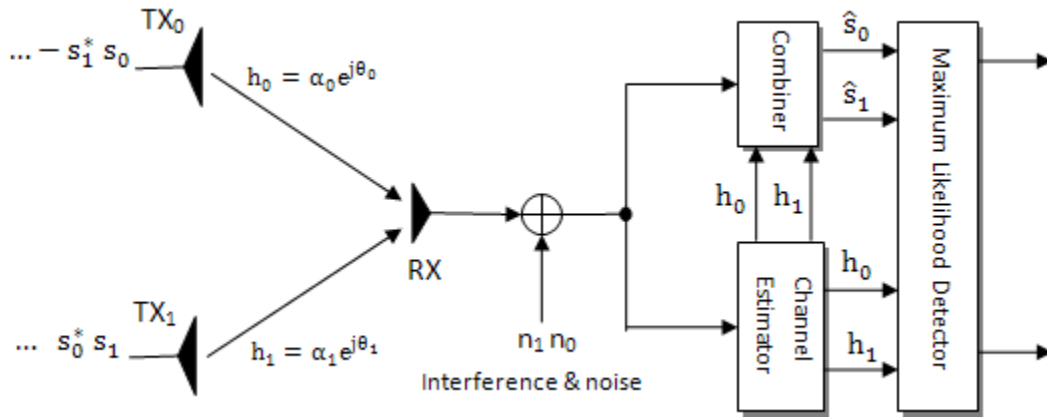 TX₀
... − s₁* s₀
h₀ = α₀e^{jθ₀}
RX
TX₁
... s₀* s₁
h₁ = α₁e^{jθ₁}
n₁ n₀
Interference & noise
Combiner
ŝ₀
ŝ₁
h₀ h₁
Channel
Estimator
h₀
h₁
Maximum Likelihood Detector